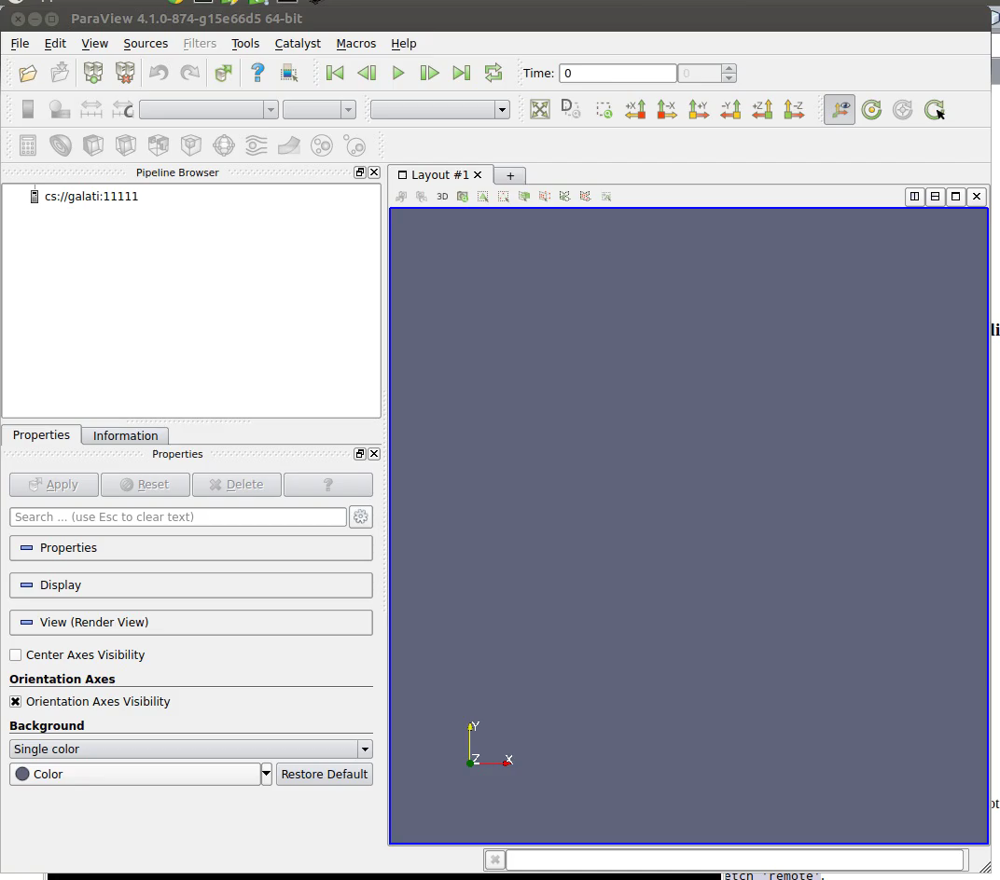 ParaView 4.1.0-874-g15e66d5 64-bit
File Edit View Sources Filters Tools Catalyst Macros Help
Time: 0 0
Pipeline Browser
Layout #1
cs://galati:11111
3D
Properties Information
Properties
Apply Reset Delete ?
Search ... (use Esc to clear text)
Properties
Display
View (Render View)
Center Axes Visibility
Orientation Axes
Orientation Axes Visibility
Background
Single color
Color Restore Default
Y
Z X
+X -X +Y -Y +Z -Z
li
ot
etch 'remote'.